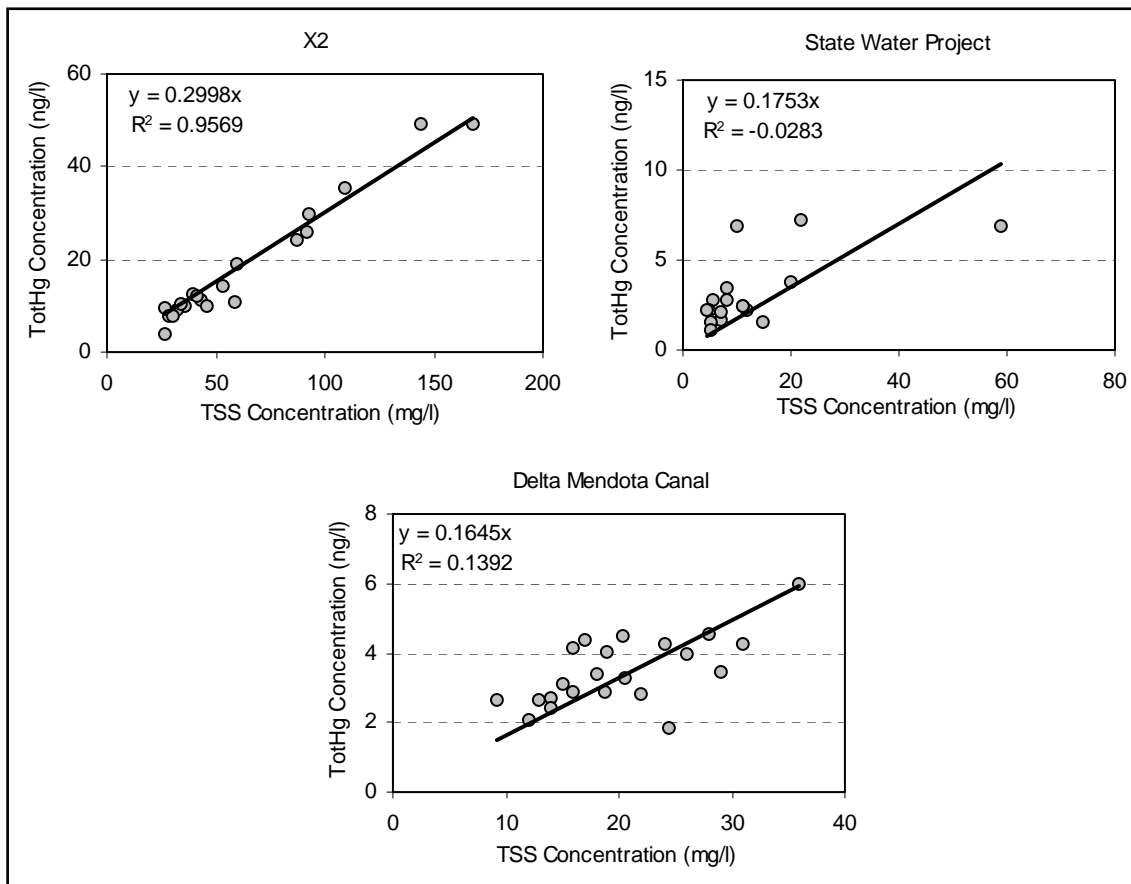 X2
60
40
20
0
TotHg Concentration (ng/l)
y = 0.2998x
R² = 0.9569
0 50 100 150 200
TSS Concentration (mg/l)
State Water Project
15
10
5
0
TotHg Concentration (ng/l)
y = 0.1753x
R² = -0.0283
0 20 40 60 80
TSS Concentration (mg/l)
Delta Mendota Canal
8
6
4
2
0
TotHg Concentration (ng/l)
y = 0.1645x
R² = 0.1392
0 10 20 30 40
TSS Concentration (mg/l)